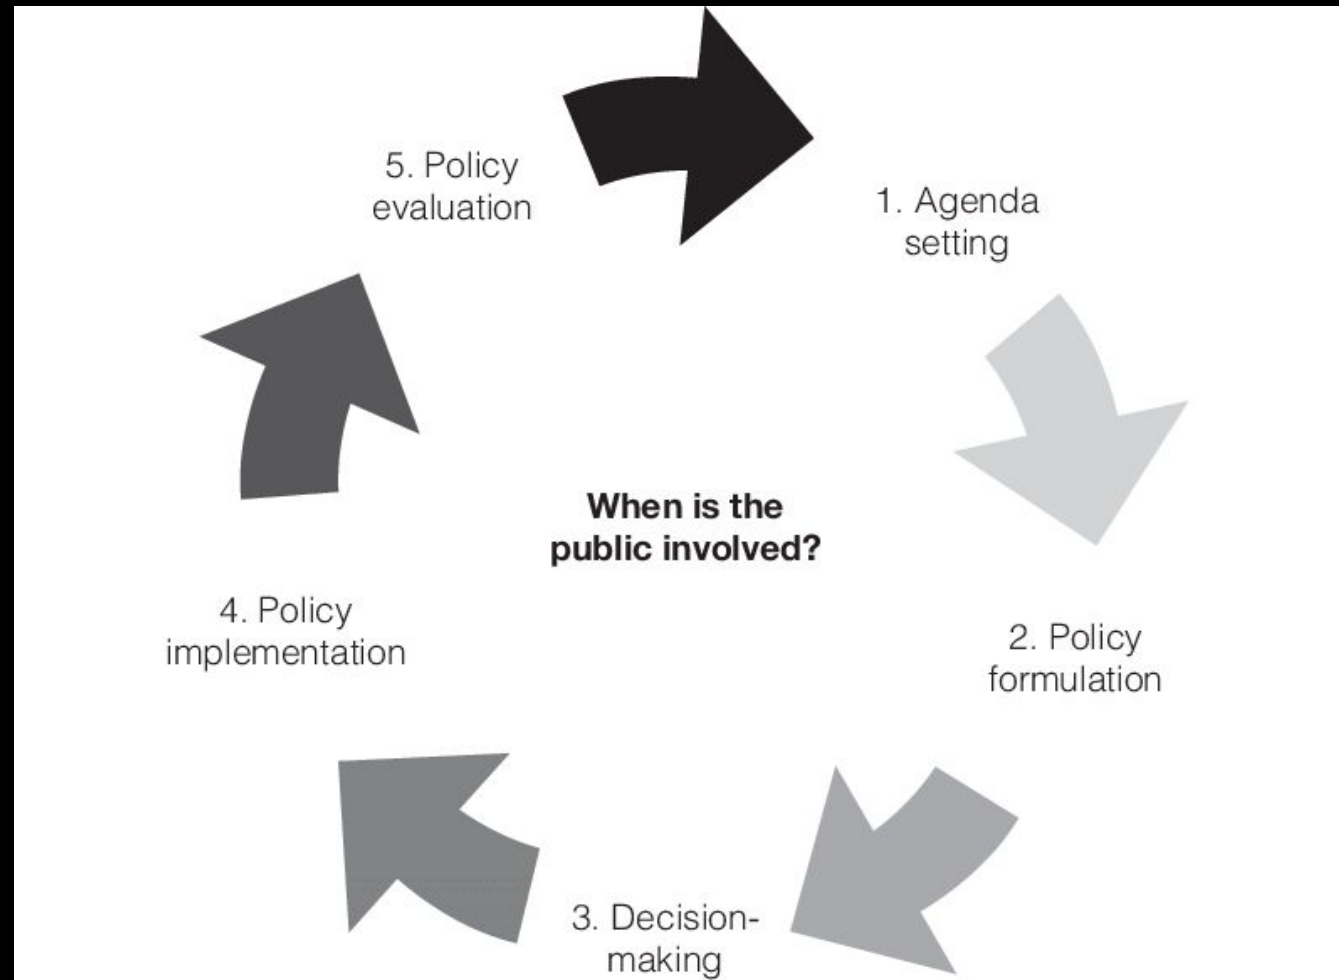 5. Policy
evaluation
1. Agenda
setting
When is the
public involved?
4. Policy
implementation
2. Policy
formulation
3. Decision-
making